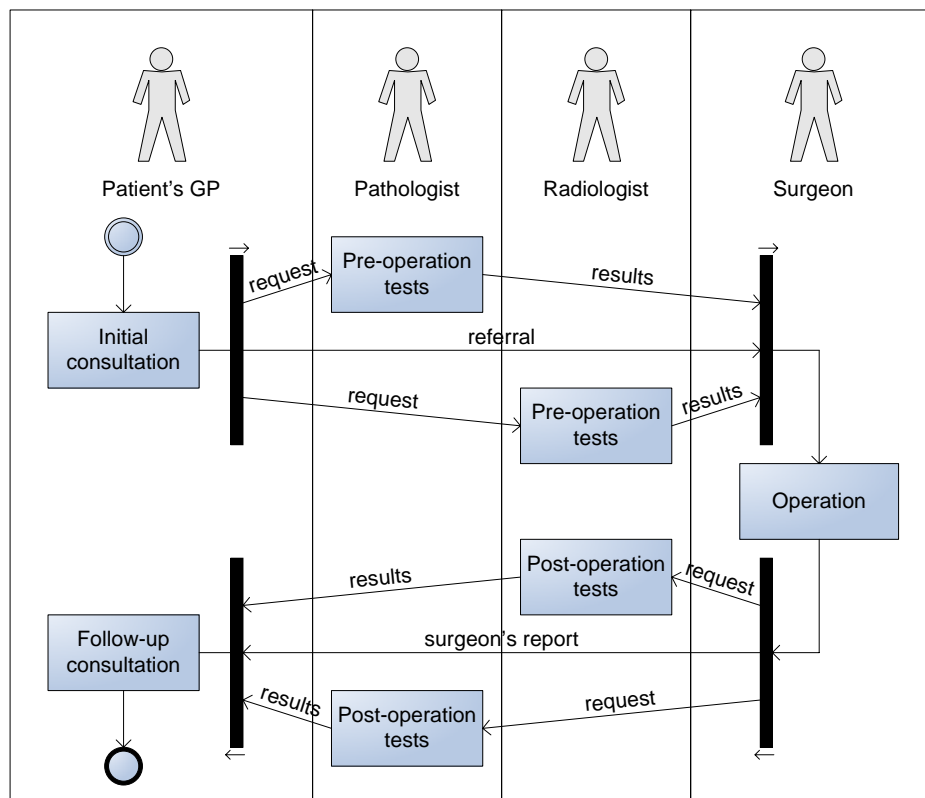 Patient's GP
Pathologist
Radiologist
Surgeon
request
Pre-operation
tests
results
Initial
consultation
referral
request
Pre-operation
tests
results
Operation
results
Post-operation
tests
request
Follow-up
consultation
surgeon's report
results
Post-operation
tests
request